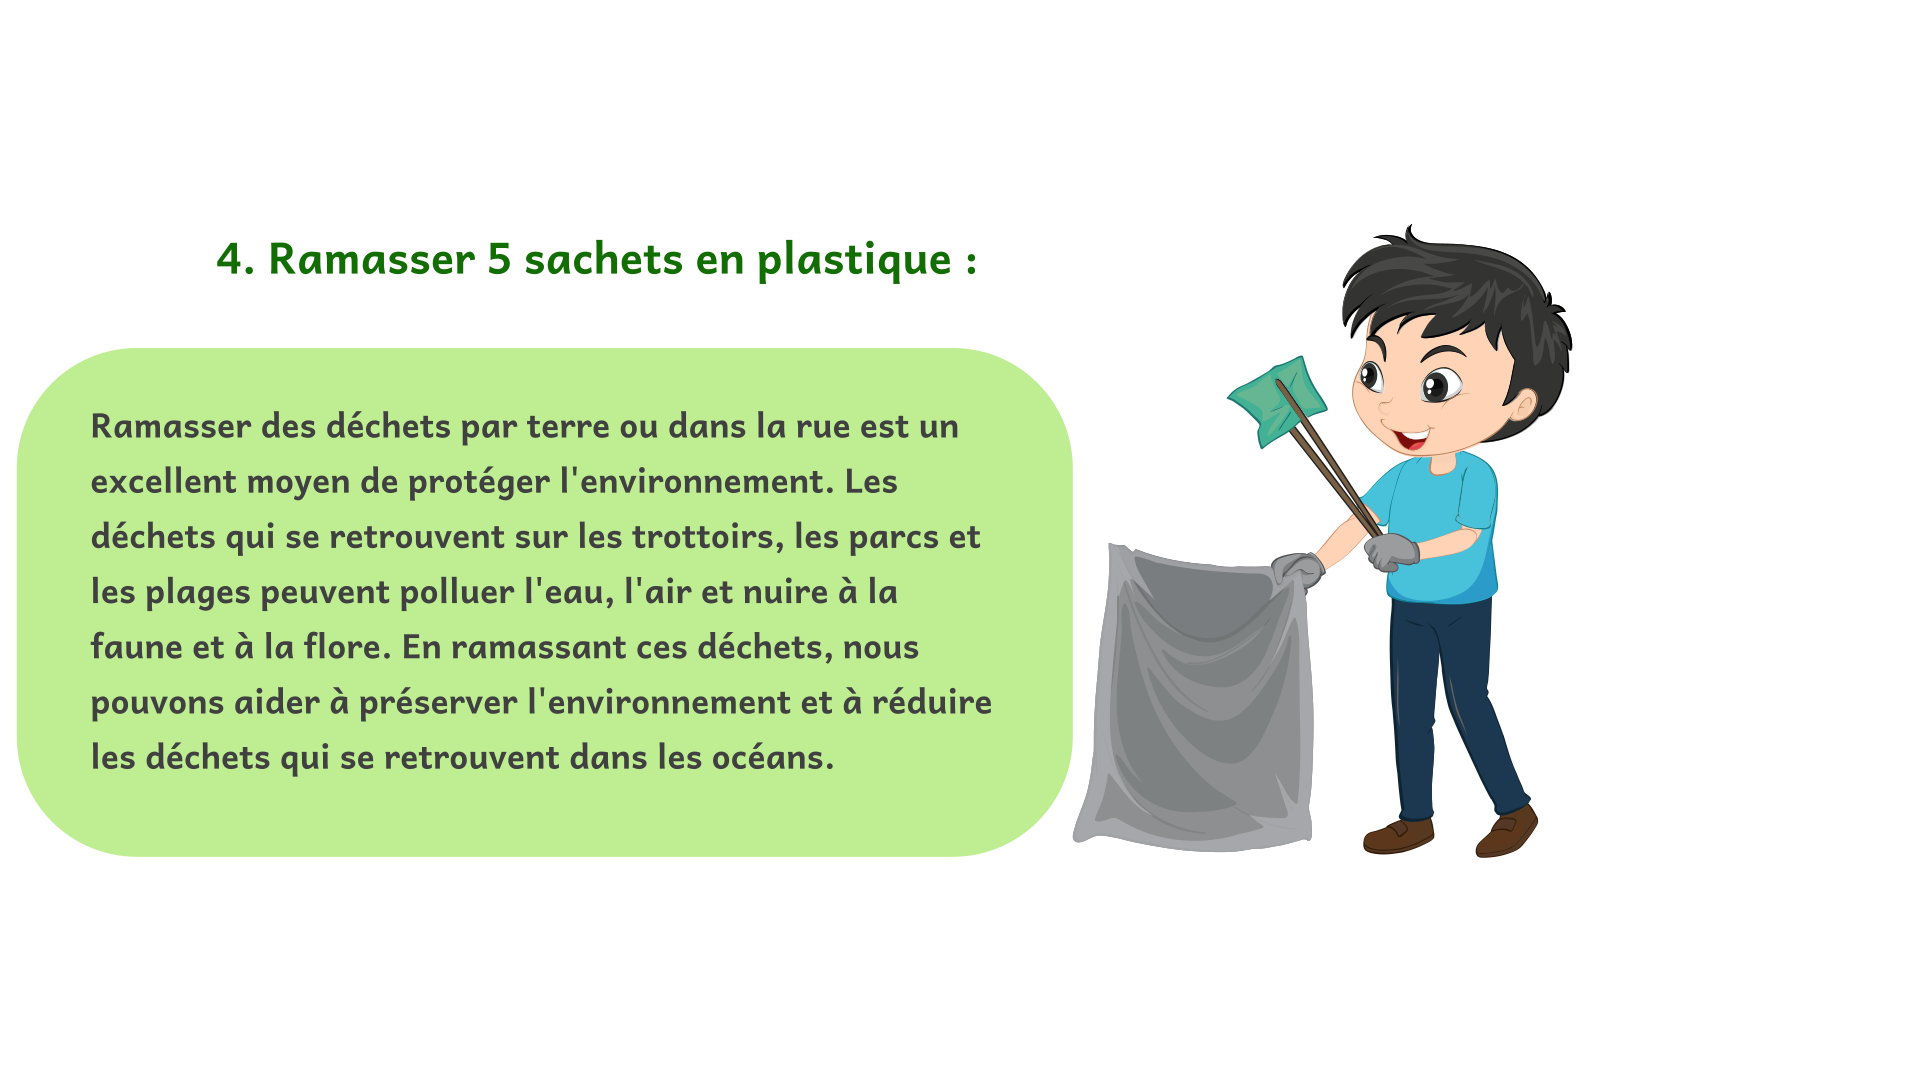 4. Ramasser 5 sachets en plastique :
Ramasser des déchets par terre ou dans la rue est un
excellent moyen de protéger l'environnement. Les
déchets qui se retrouvent sur les trottoirs, les parcs et
les plages peuvent polluer l'eau, l'air et nuire à la
faune et à la flore. En ramassant ces déchets, nous
pouvons aider à préserver l'environnement et à réduire
les déchets qui se retrouvent dans les océans.